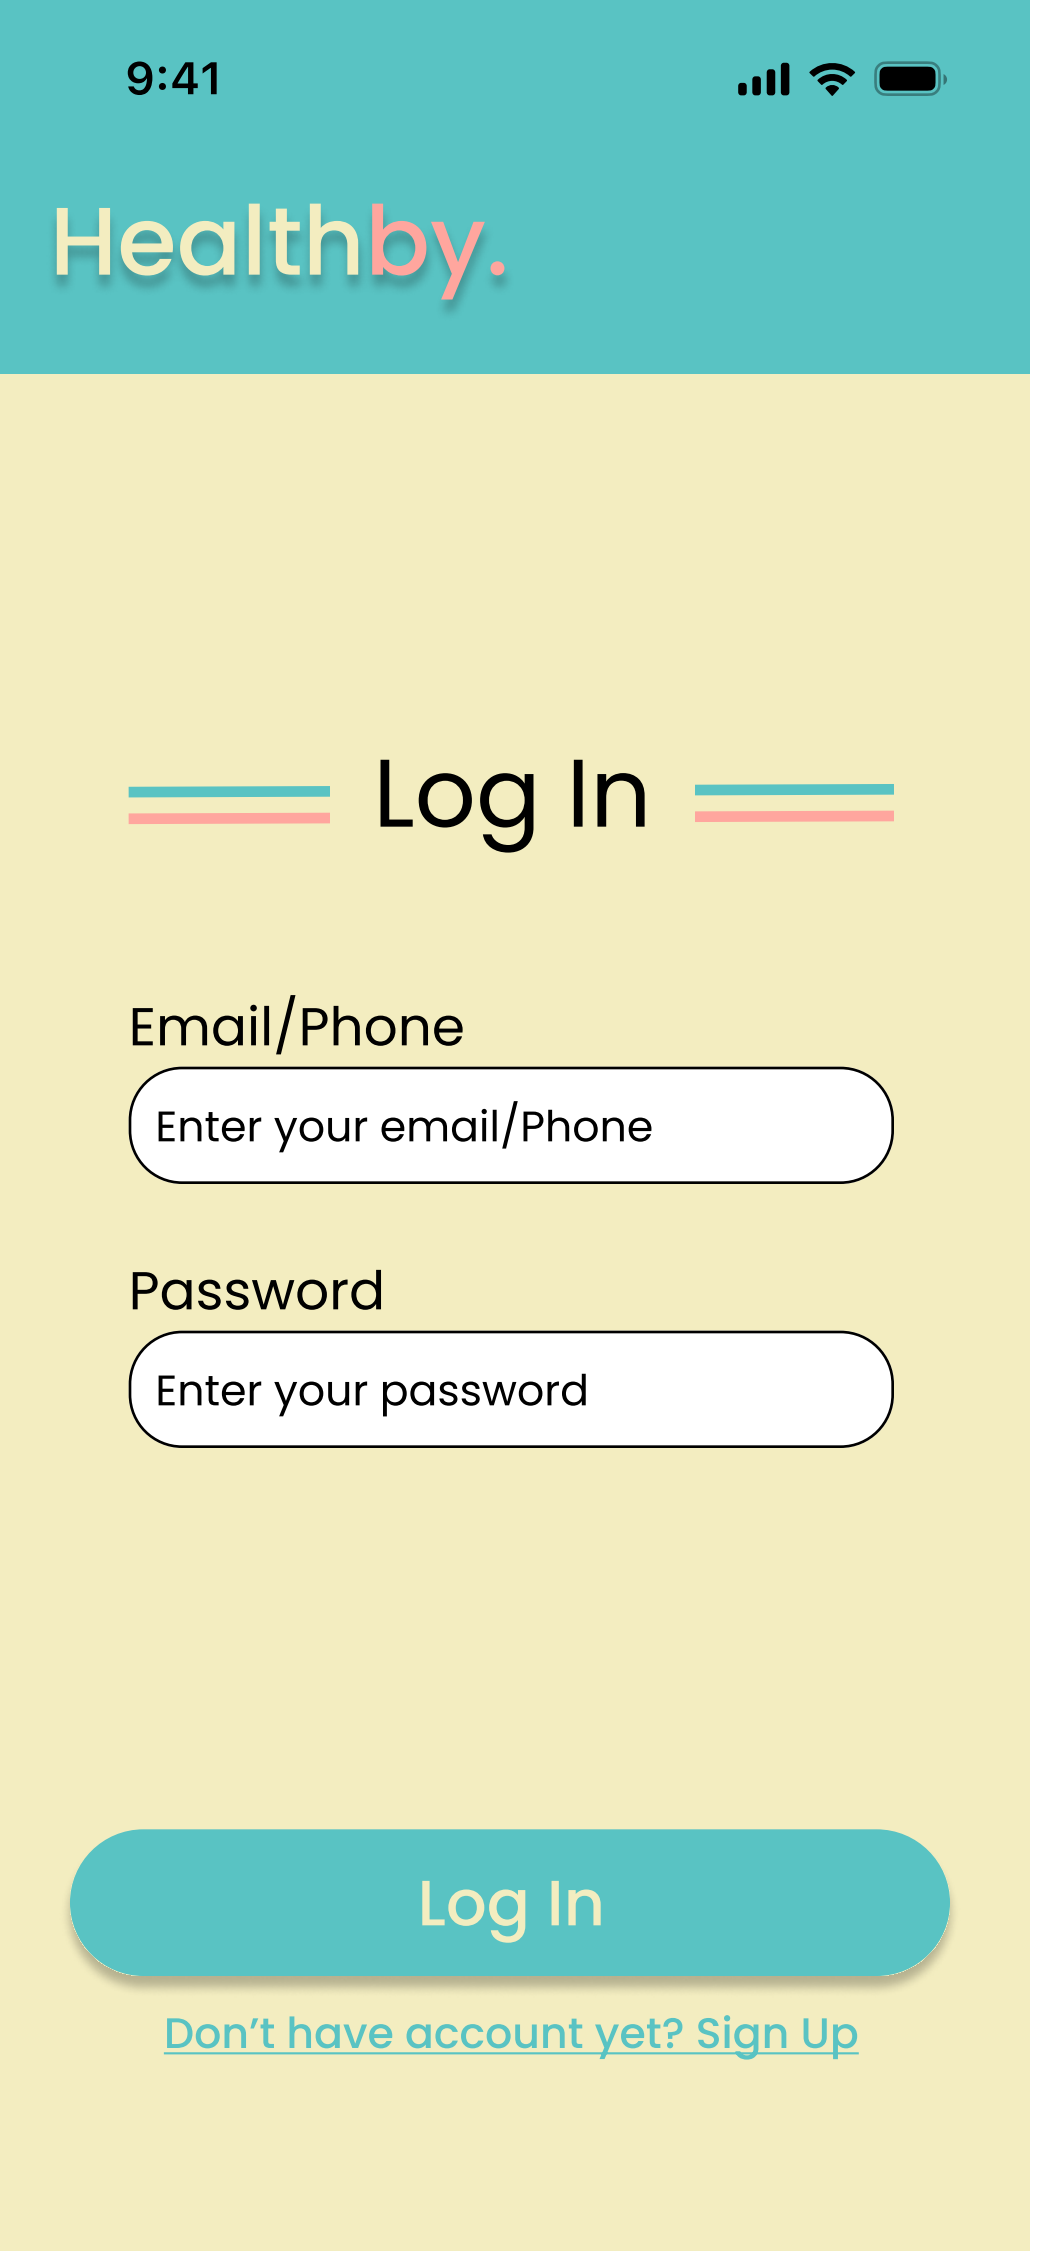 9:41
Healthby.
Log In
Email/Phone
Enter your email/Phone
Password
Enter your password
Log In
Don’t have account yet? Sign Up